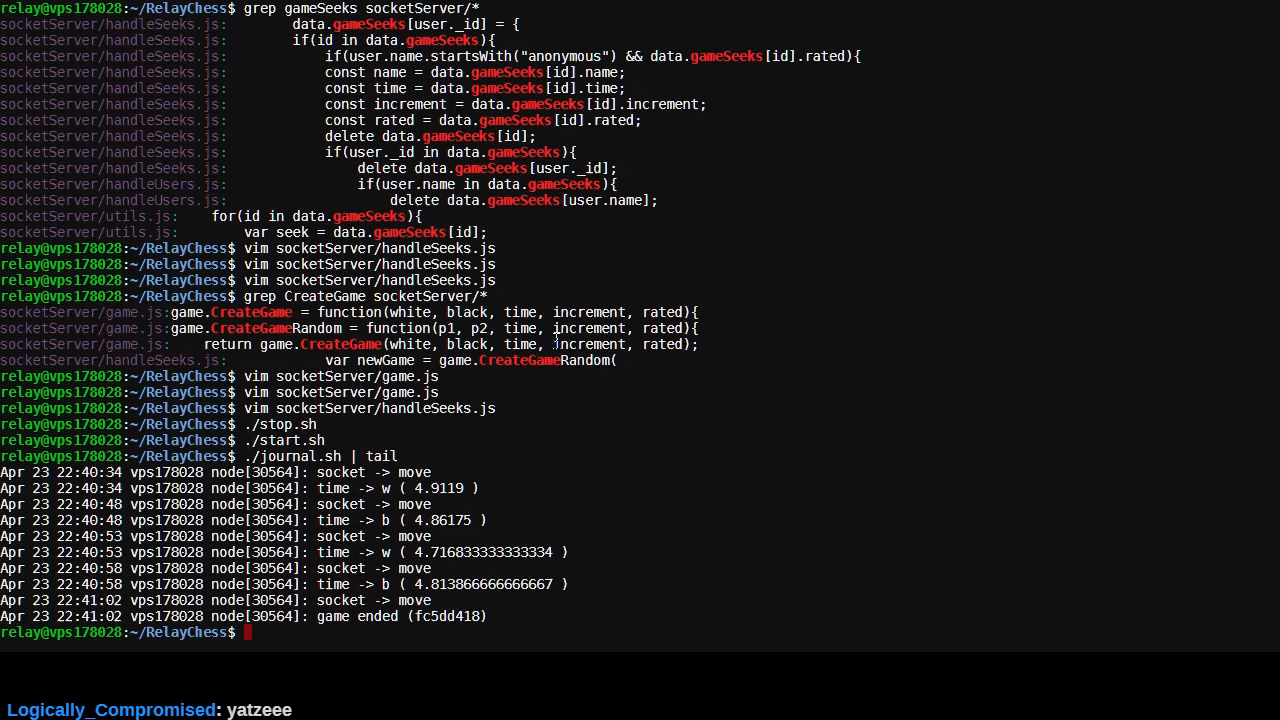 relay@vps178028:~/RelayChess$ grep gameSeeks socketServer/*
socketServer/handleSeeks.js:        data.gameSeeks[user._id] = {
socketServer/handleSeeks.js:        if(id in data.gameSeeks){
socketServer/handleSeeks.js:            if(user.name.startsWith("anonymous") && data.gameSeeks[id].rated){
socketServer/handleSeeks.js:            const name = data.gameSeeks[id].name;
socketServer/handleSeeks.js:            const time = data.gameSeeks[id].time;
socketServer/handleSeeks.js:            const increment = data.gameSeeks[id].increment;
socketServer/handleSeeks.js:            const rated = data.gameSeeks[id].rated;
socketServer/handleSeeks.js:            delete data.gameSeeks[id];
socketServer/handleSeeks.js:            if(user._id in data.gameSeeks){
socketServer/handleSeeks.js:                delete data.gameSeeks[user._id];
socketServer/handleUsers.js:                if(user.name in data.gameSeeks){
socketServer/handleUsers.js:                    delete data.gameSeeks[user.name];
socketServer/utils.js:    for(id in data.gameSeeks){
socketServer/utils.js:        var seek = data.gameSeeks[id];
relay@vps178028:~/RelayChess$ vim socketServer/handleSeeks.js
relay@vps178028:~/RelayChess$ vim socketServer/handleSeeks.js
relay@vps178028:~/RelayChess$ vim socketServer/handleSeeks.js
relay@vps178028:~/RelayChess$ grep CreateGame socketServer/*
socketServer/game.js:game.CreateGame = function(white, black, time, increment, rated){
socketServer/game.js:game.CreateGameRandom = function(p1, p2, time, increment, rated){
socketServer/game.js:    return game.CreateGame(white, black, time, increment, rated);
socketServer/handleSeeks.js:            var newGame = game.CreateGameRandom(
relay@vps178028:~/RelayChess$ vim socketServer/game.js
relay@vps178028:~/RelayChess$ vim socketServer/game.js
relay@vps178028:~/RelayChess$ vim socketServer/handleSeeks.js
relay@vps178028:~/RelayChess$ ./stop.sh
relay@vps178028:~/RelayChess$ ./start.sh
relay@vps178028:~/RelayChess$ ./journal.sh | tail
Apr 23 22:40:34 vps178028 node[30564]: socket -> move
Apr 23 22:40:34 vps178028 node[30564]: time -> w ( 4.9119 )
Apr 23 22:40:48 vps178028 node[30564]: socket -> move
Apr 23 22:40:48 vps178028 node[30564]: time -> b ( 4.86175 )
Apr 23 22:40:53 vps178028 node[30564]: socket -> move
Apr 23 22:40:53 vps178028 node[30564]: time -> w ( 4.716833333333334 )
Apr 23 22:40:58 vps178028 node[30564]: socket -> move
Apr 23 22:40:58 vps178028 node[30564]: time -> b ( 4.813866666666667 )
Apr 23 22:41:02 vps178028 node[30564]: socket -> move
Apr 23 22:41:02 vps178028 node[30564]: game ended (fc5dd418)
relay@vps178028:~/RelayChess$
Logically_Compromised: yatzeee